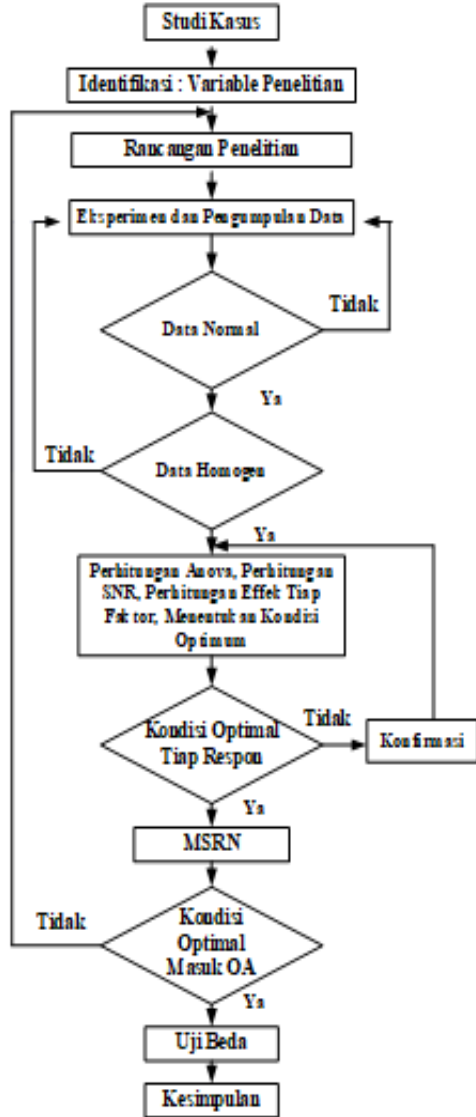 Studi Kasus
Identifikasi : Variable Penelitian
Rancangan Penelitian
Eksperimen dan Pengumpulan Data
Tidak
Data Normal
Ya
Tidak
Data Homogen
Ya
Perhitungan Anova, Perhitungan
SNR, Perhitungan Effek Tiap
Faktor, Menentukan Kondisi
Optimum
Kondisi Optimal
Tiap Respon
Tidak
Konfirmasi
Ya
MSRN
Tidak
Kondisi
Optimal
Masuk OA
Ya
Uji Beda
Kesimpulan